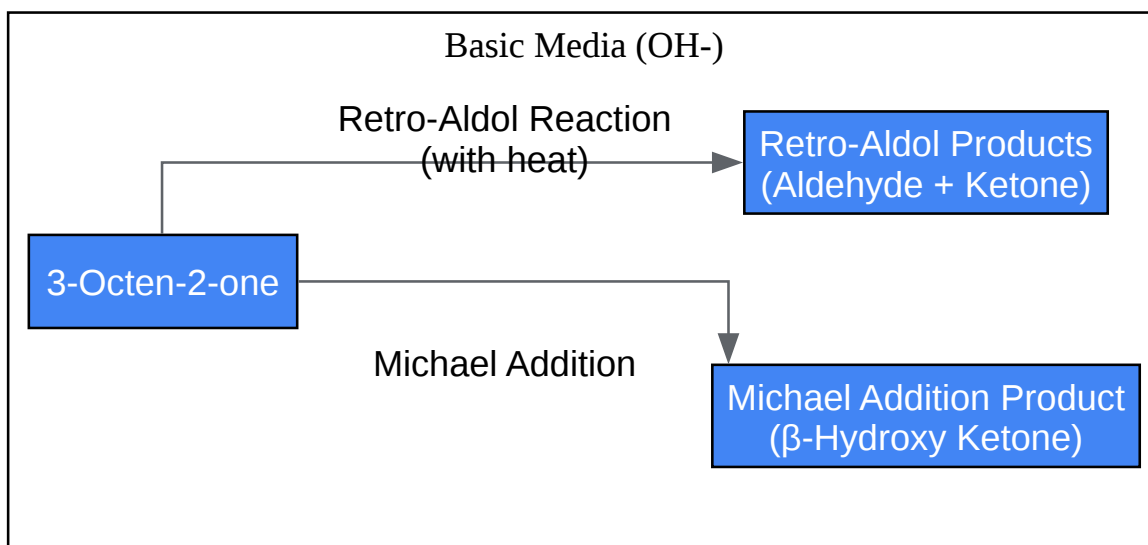 Basic Media (OH-)
Retro-Aldol Reaction
(with heat)
Retro-Aldol Products
(Aldehyde + Ketone)
3-Octen-2-one
Michael Addition
Michael Addition Product
(β-Hydroxy Ketone)